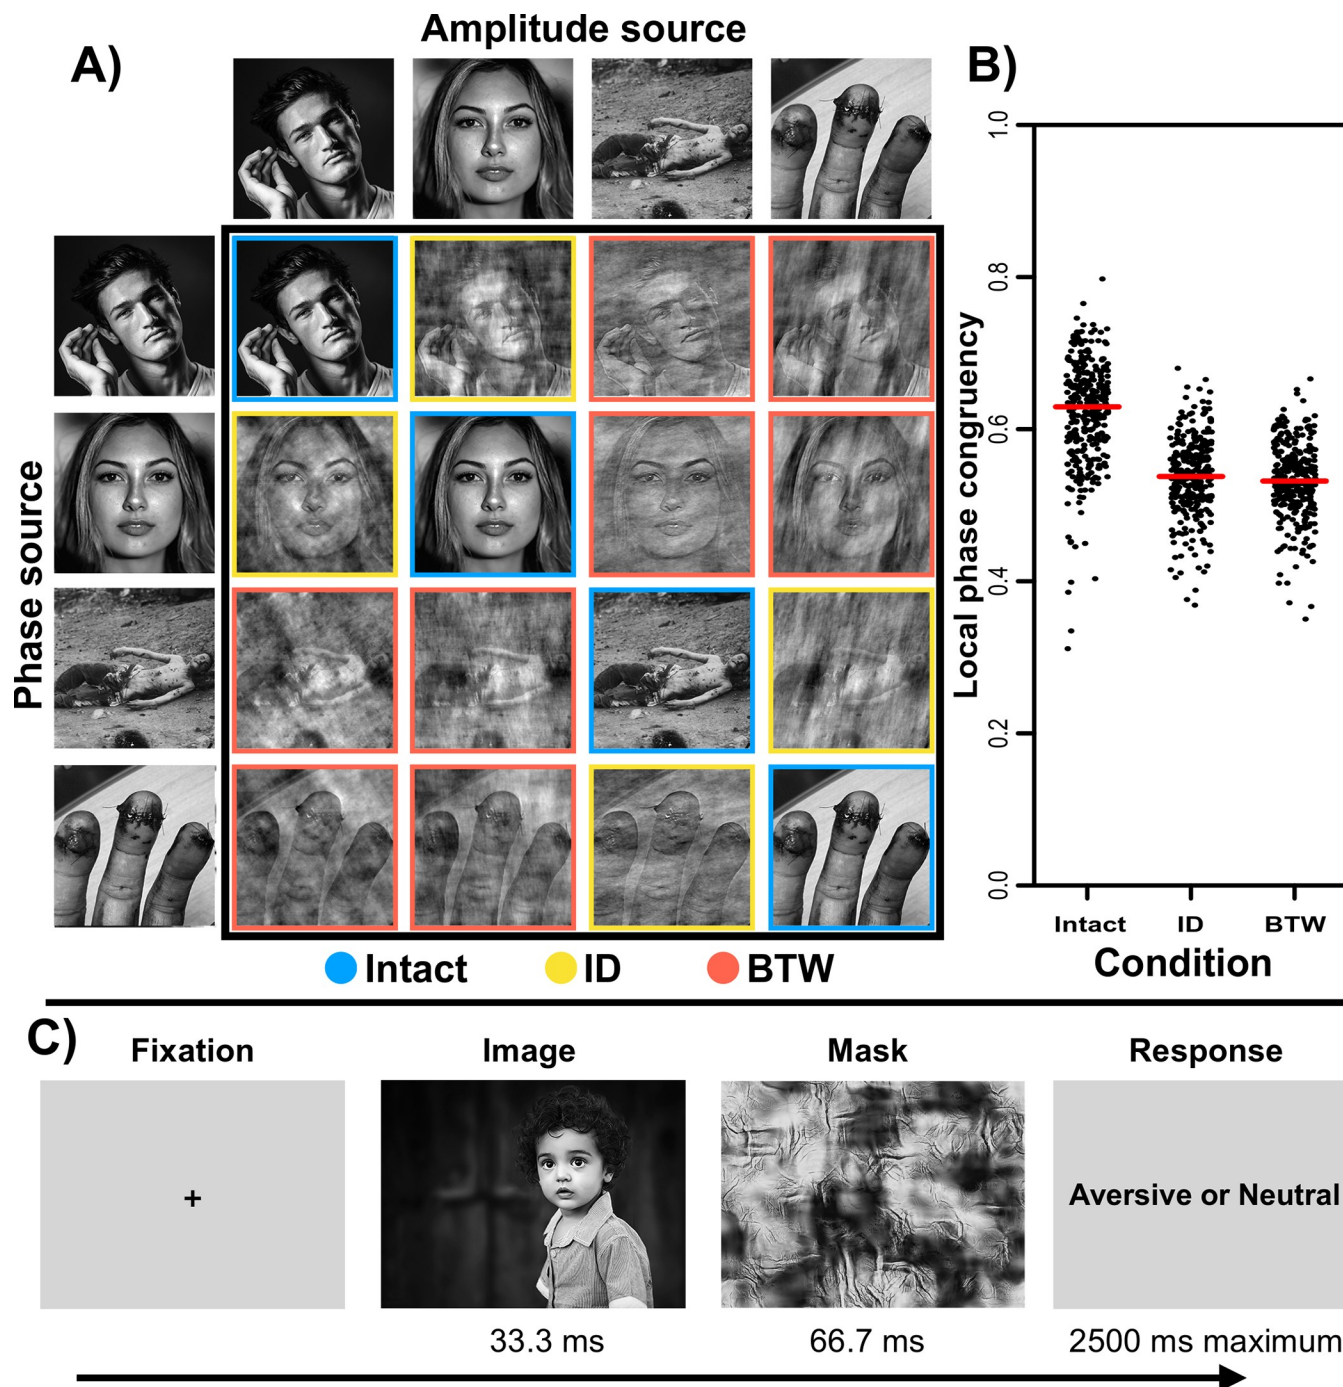 A)
Amplitude source
Phase source
Intact
ID
BTW
B)
Local phase congruency
1.0
0.8
0.6
0.4
0.2
0.0
Intact
ID
BTW
Condition
C)
Fixation
Image
Mask
Response
+
Aversive or Neutral
33.3 ms
66.7 ms
2500 ms maximum